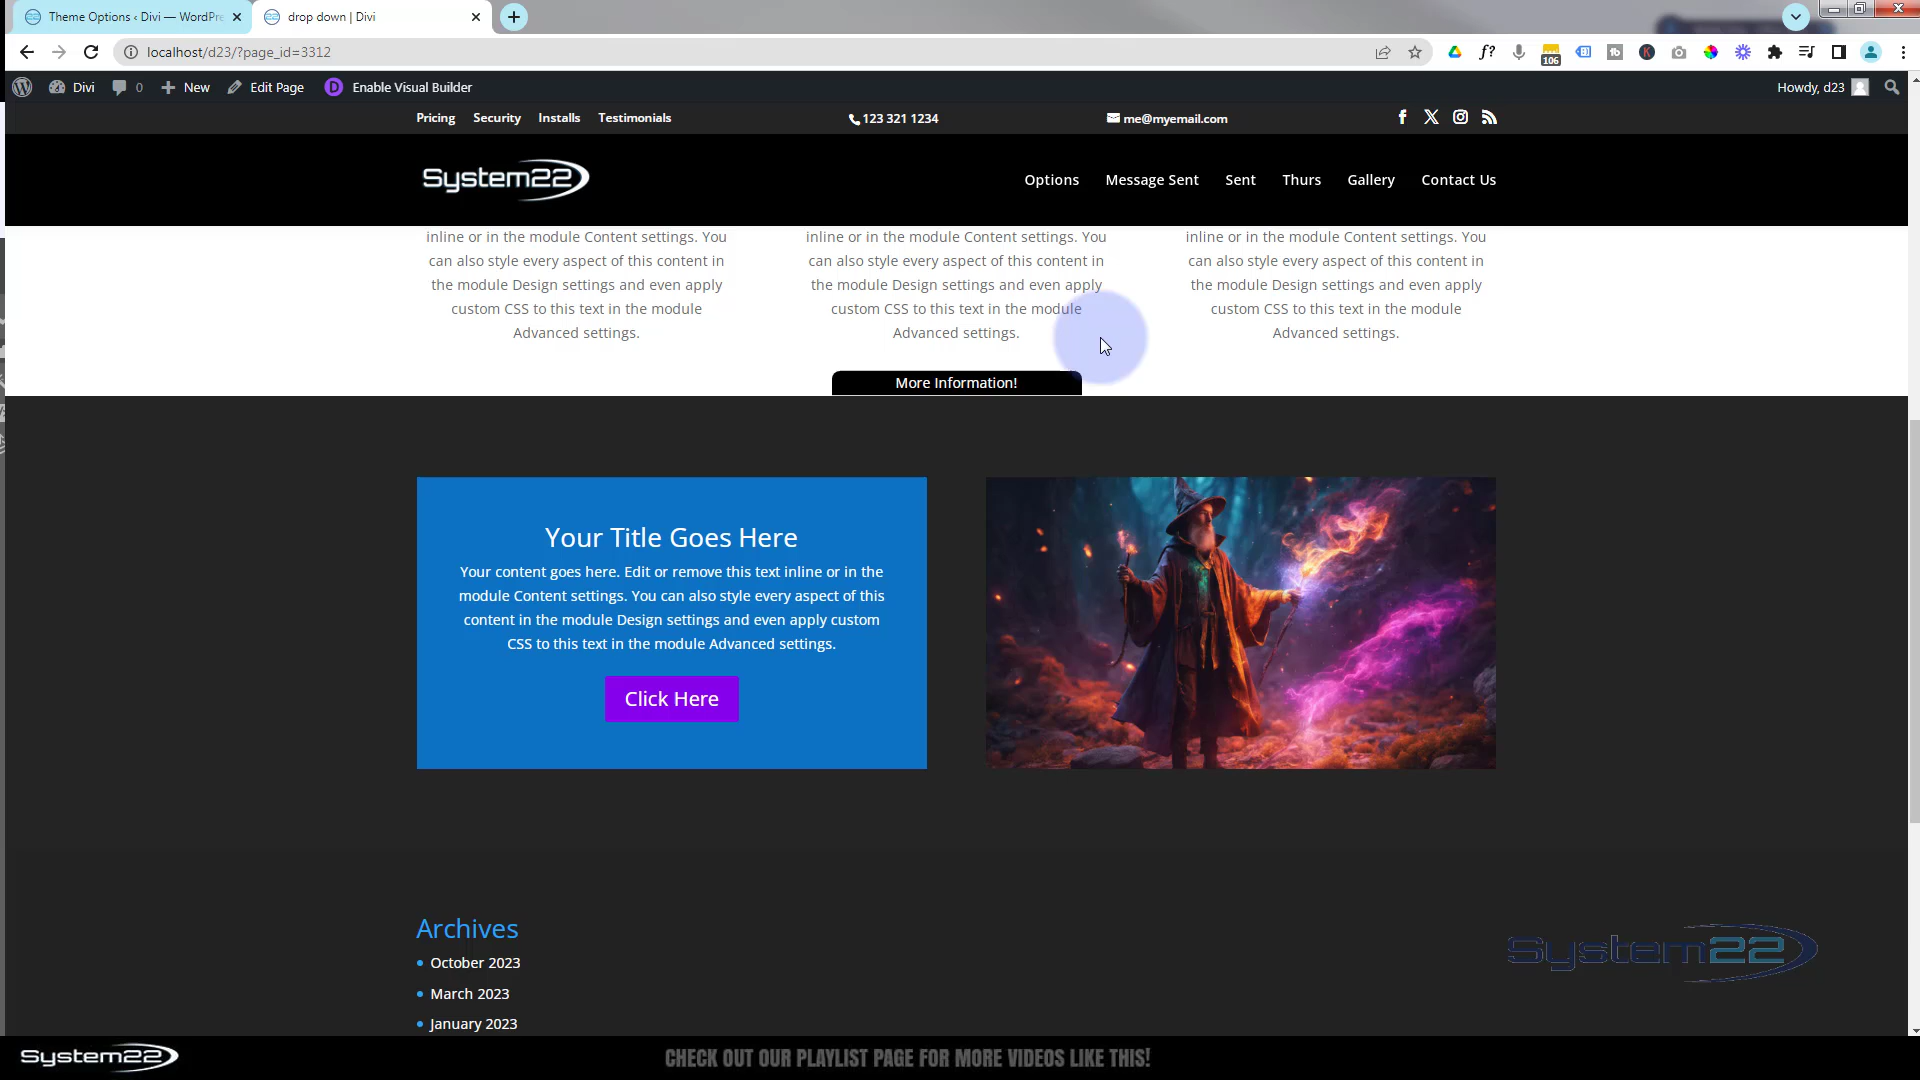 Theme Options ‹ Divi — WordPre
drop down | Divi
localhost/d23/?page_id=3312
106
Divi
0
New
Edit Page
Enable Visual Builder
Howdy, d23
Pricing
Security
Installs
Testimonials
123 321 1234
me@myemail.com
System22
Options
Message Sent
Sent
Thurs
Gallery
Contact Us
inline or in the module Content settings. You
can also style every aspect of this content in
the module Design settings and even apply
custom CSS to this text in the module
Advanced settings.
inline or in the module Content settings. You
can also style every aspect of this content in
the module Design settings and even apply
custom CSS to this text in the module
Advanced settings.
inline or in the module Content settings. You
can also style every aspect of this content in
the module Design settings and even apply
custom CSS to this text in the module
Advanced settings.
More Information!
Your Title Goes Here
Your content goes here. Edit or remove this text inline or in the
module Content settings. You can also style every aspect of this
content in the module Design settings and even apply custom
CSS to this text in the module Advanced settings.
Click Here
Archives
October 2023
March 2023
January 2023
System22
System22
CHECK OUT OUR PLAYLIST PAGE FOR MORE VIDEOS LIKE THIS!